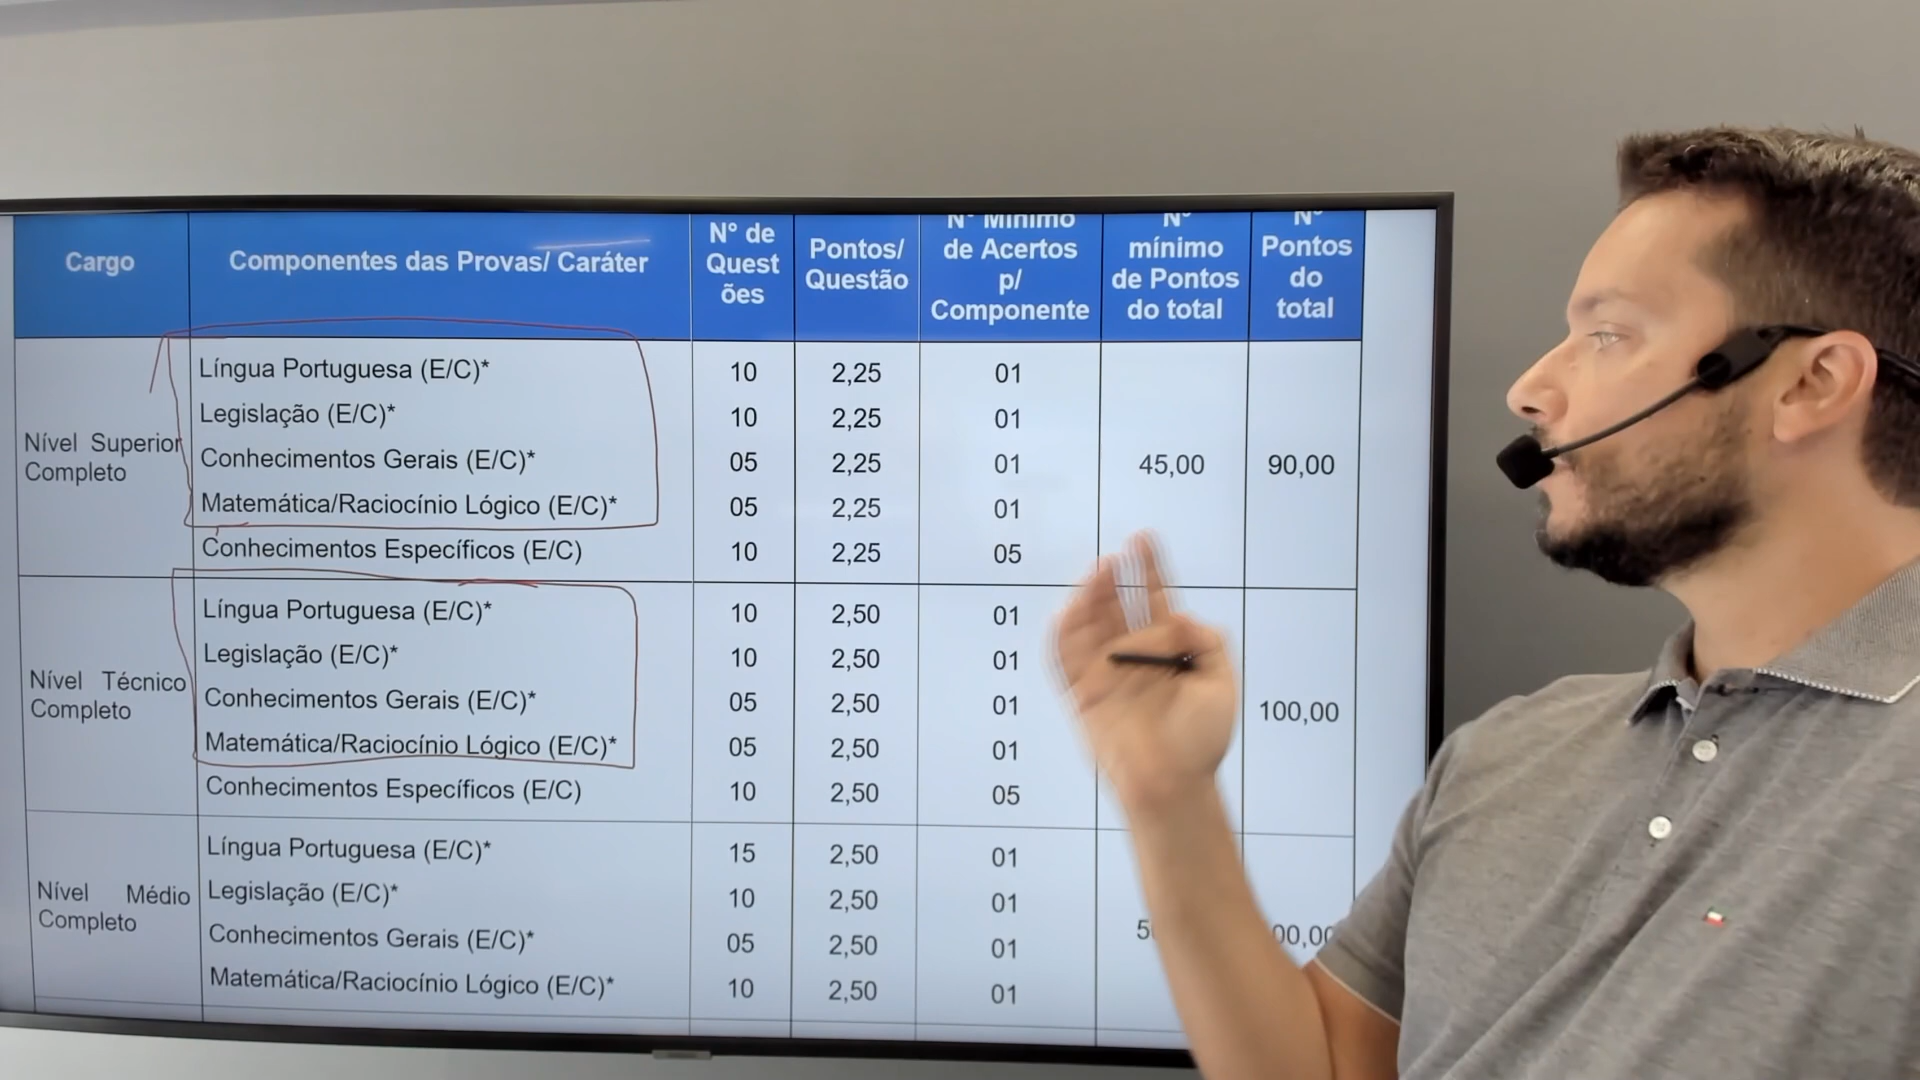 Cargo
Componentes das Provas/ Caráter
N° de
Quest
ões
Pontos/
Questão
N° Mínimo
de Acertos
p/
Componente
N°
mínimo
de Pontos
do total
N°
Pontos
do
total
Nível Superior
Completo
Língua Portuguesa (E/C)* 10 2,25 01
Legislação (E/C)* 10 2,25 01
Conhecimentos Gerais (E/C)* 05 2,25 01
Matemática/Raciocínio Lógico (E/C)* 05 2,25 01
Conhecimentos Específicos (E/C) 10 2,25 05
45,00 90,00
Nível Técnico
Completo
Língua Portuguesa (E/C)* 10 2,50 01
Legislação (E/C)* 10 2,50 01
Conhecimentos Gerais (E/C)* 05 2,50 01
Matemática/Raciocínio Lógico (E/C)* 05 2,50 01
Conhecimentos Específicos (E/C) 10 2,50 05
100,00
Nível Médio
Completo
Língua Portuguesa (E/C)* 15 2,50 01
Legislação (E/C)* 10 2,50 01
Conhecimentos Gerais (E/C)* 05 2,50 01
Matemática/Raciocínio Lógico (E/C)* 10 2,50 01